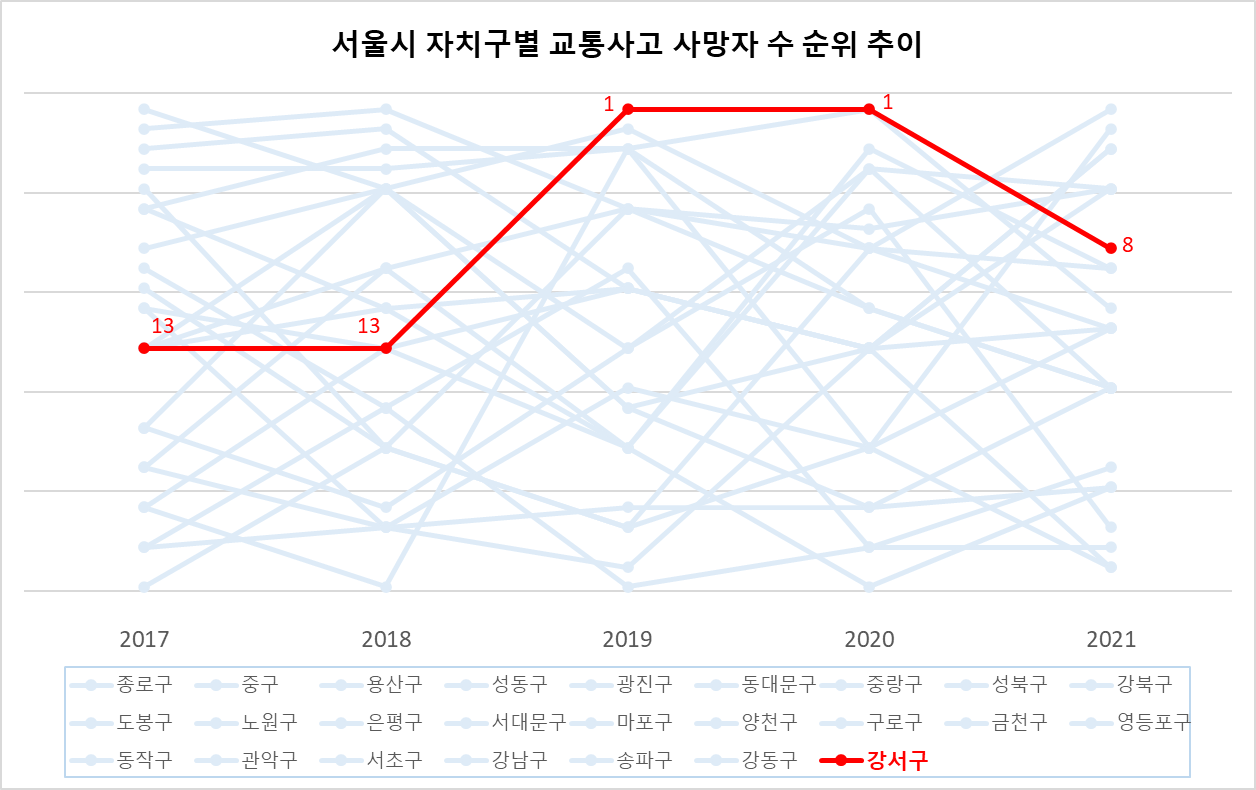 서울시 자치구별 교통사고 사망자 수 순위 추이
1 1
8
13 13
2017 2018 2019 2020 2021
종로구 중구 용산구 성동구 광진구 동대문구 중랑구 성북구 강북구
도봉구 노원구 은평구 서대문구 마포구 양천구 구로구 금천구 영등포구
동작구 관악구 서초구 강남구 송파구 강동구 강서구